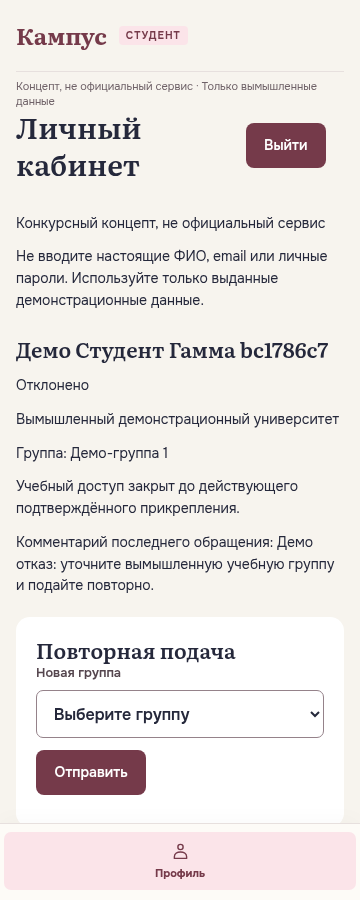 Кампус
СТУДЕНТ
Концепт, не официальный сервис · Только вымышленные
данные
Личный
кабинет
Выйти
Конкурсный концепт, не официальный сервис
Не вводите настоящие ФИО, email или личные
пароли. Используйте только выданные
демонстрационные данные.
Демо Студент Гамма bc1786c7
Отклонено
Вымышленный демонстрационный университет
Группа: Демо-группа 1
Учебный доступ закрыт до действующего
подтверждённого прикрепления.
Комментарий последнего обращения: Демо
отказ: уточните вымышленную учебную группу
и подайте повторно.
Повторная подача
Новая группа
Выберите группу
Отправить
Профиль